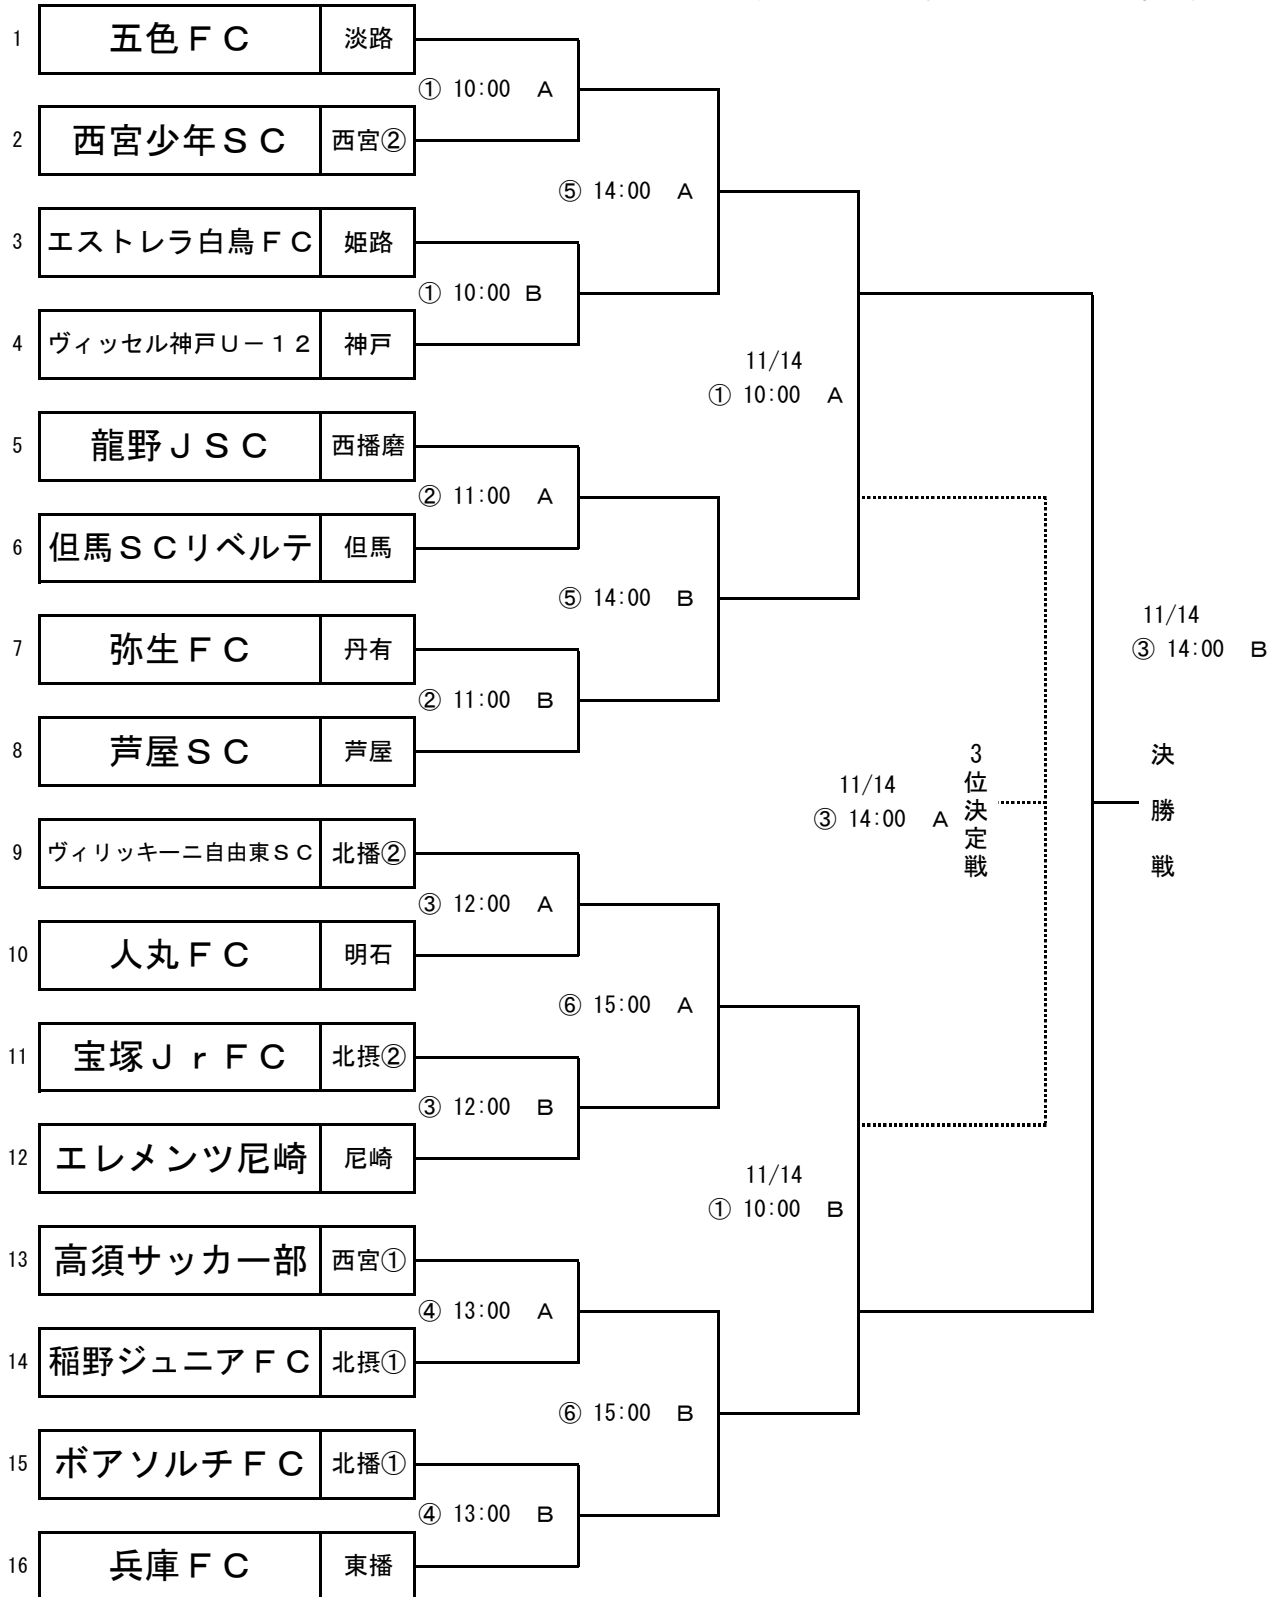 1 五色ＦＣ 淡路
① 10:00 A
2 西宮少年ＳＣ 西宮②
⑤ 14:00 A
3 エストレラ白鳥ＦＣ 姫路
① 10:00 B
4 ヴィッセル神戸Ｕ－１２ 神戸
11/14
① 10:00 A
5 龍野ＪＳＣ 西播磨
② 11:00 A
6 但馬ＳＣリベルテ 但馬
⑤ 14:00 B
7 弥生ＦＣ 丹有
② 11:00 B
8 芦屋ＳＣ 芦屋
11/14
③ 14:00 B
決勝戦
11/14
③ 14:00 A
3位決定戦
9 ヴィリッキーニ自由東ＳＣ 北播②
③ 12:00 A
10 人丸ＦＣ 明石
⑥ 15:00 A
11 宝塚ＪｒＦＣ 北摂②
③ 12:00 B
12 エレメンツ尼崎 尼崎
11/14
① 10:00 B
13 高須サッカー部 西宮①
④ 13:00 A
14 稲野ジュニアＦＣ 北摂①
⑥ 15:00 B
15 ボアソルチＦＣ 北播①
④ 13:00 B
16 兵庫ＦＣ 東播